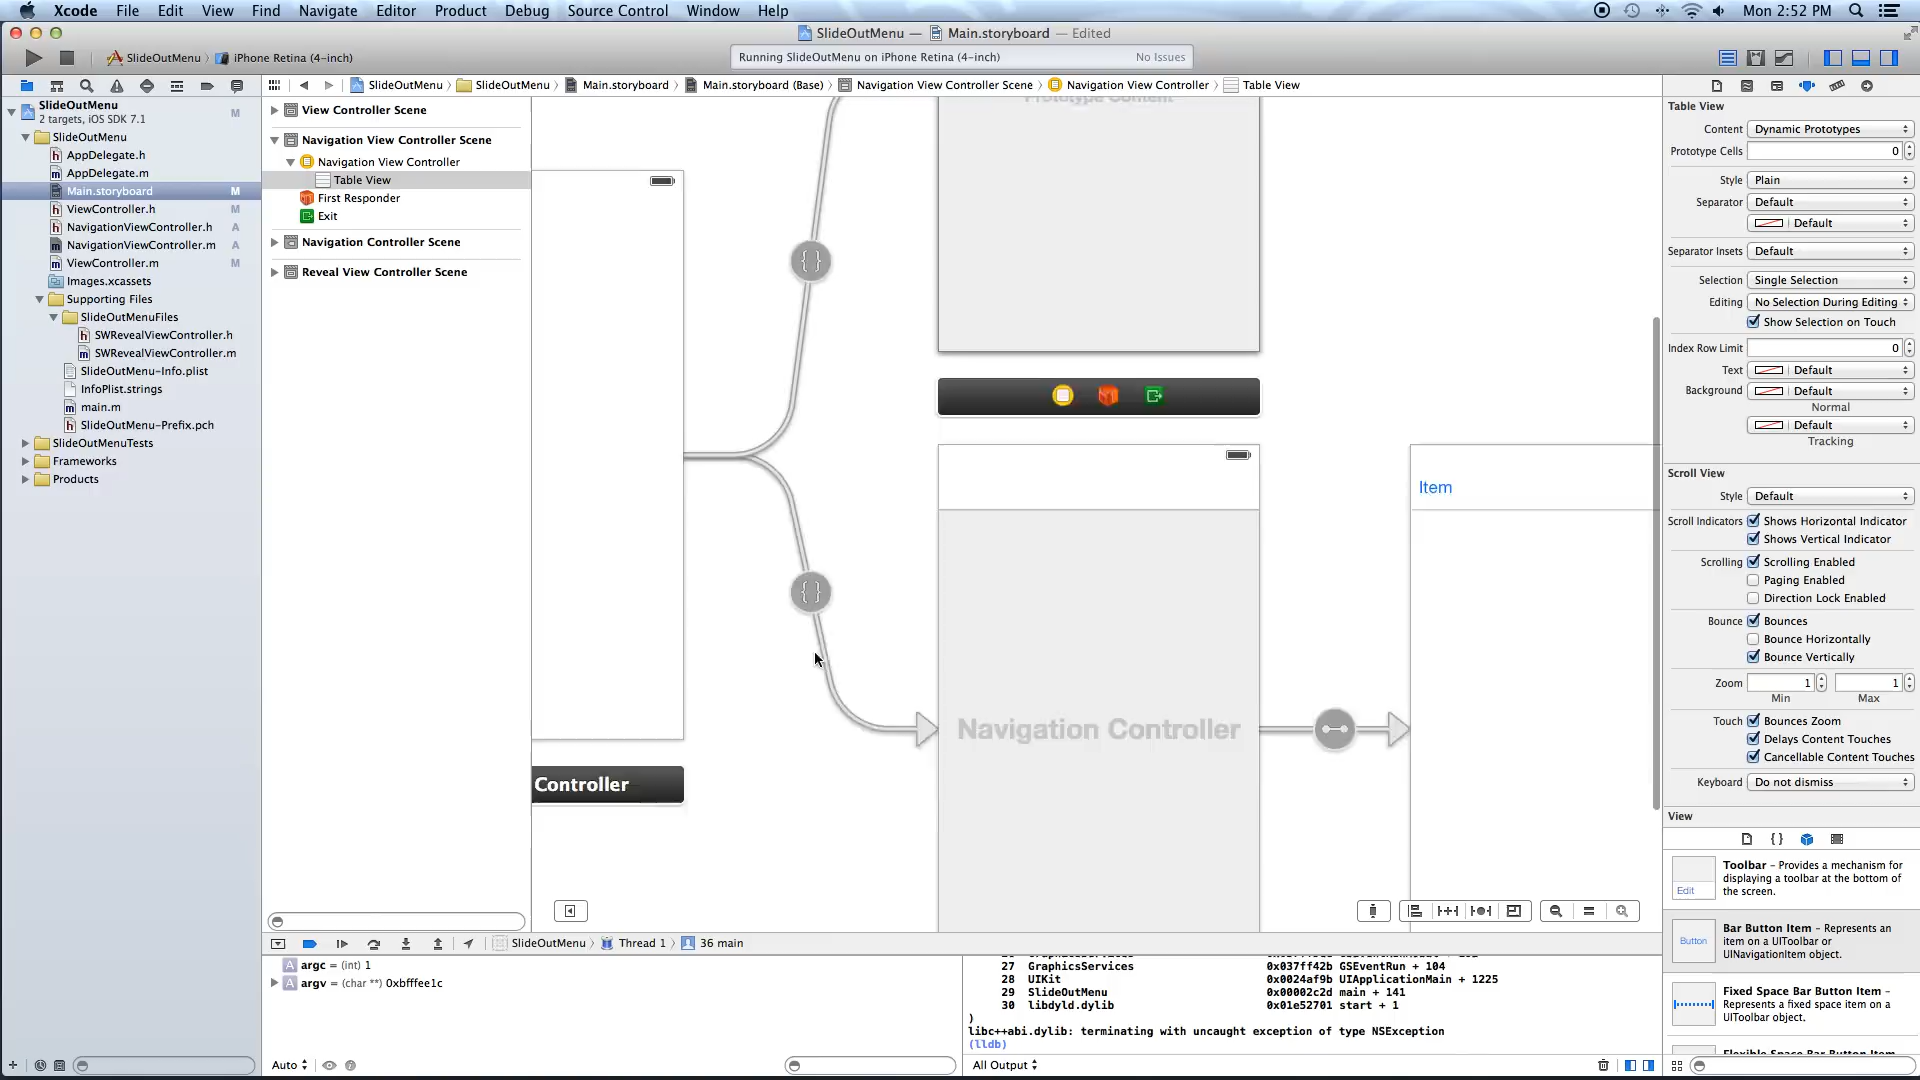 Xcode File Edit View Find Navigate Editor Product Debug Source Control Window Help Mon 2:52 PM
SlideOutMenu — Main.storyboard — Edited
SlideOutMenu iPhone Retina (4-inch) Running SlideOutMenu on iPhone Retina (4-inch) No Issues
SlideOutMenu SlideOutMenu Main.storyboard Main.storyboard (Base) Navigation View Controller Scene Navigation View Controller Table View
SlideOutMenu
2 targets, iOS SDK 7.1 M
SlideOutMenu
AppDelegate.h
AppDelegate.m
Main.storyboard M
ViewController.h M
NavigationViewController.h A
NavigationViewController.m A
ViewController.m M
Images.xcassets
Supporting Files
SlideOutMenuFiles
SWRevealViewController.h
SWRevealViewController.m
SlideOutMenu-Info.plist
InfoPlist.strings
main.m
SlideOutMenu-Prefix.pch
SlideOutMenuTests
Frameworks
Products
View Controller Scene
Navigation View Controller Scene
Navigation View Controller
Table View
First Responder
Exit
Navigation Controller Scene
Reveal View Controller Scene
Prototype Content
{ }
{ }
Item
Navigation Controller
Controller
Table View
Content Dynamic Prototypes
Prototype Cells 0
Style Plain
Separator Default
Default
Separator Insets Default
Selection Single Selection
Editing No Selection During Editing
Show Selection on Touch
Index Row Limit 0
Text Default
Background Default
Normal
Default
Tracking
Scroll View
Style Default
Scroll Indicators Shows Horizontal Indicator
Shows Vertical Indicator
Scrolling Scrolling Enabled
Paging Enabled
Direction Lock Enabled
Bounce Bounces
Bounce Horizontally
Bounce Vertically
Zoom 1 1
Min Max
Touch Bounces Zoom
Delays Content Touches
Cancellable Content Touches
Keyboard Do not dismiss
View
{ }
Edit
Toolbar – Provides a mechanism for
displaying a toolbar at the bottom of
the screen.
Button
Bar Button Item – Represents an
item on a UIToolbar or
UINavigationItem object.
Fixed Space Bar Button Item –
Represents a fixed space item on a
UIToolbar object.
Flexible Space Bar Button Item
SlideOutMenu Thread 1 36 main
A argc = (int) 1
A argv = (char **) 0xbfffee1c
27 GraphicsServices 0x037ff42b GSEventRun + 104
28 UIKit 0x0024af9b UIApplicationMain + 1225
29 SlideOutMenu 0x00002c2d main + 141
30 libdyld.dylib 0x01e52701 start + 1
)
libc++abi.dylib: terminating with uncaught exception of type NSException
(lldb)
Auto
All Output